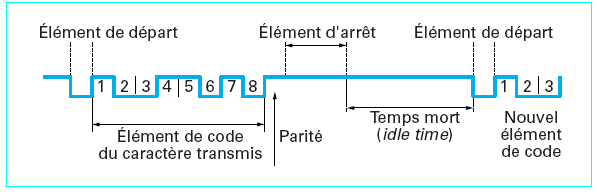 Élément de départ
Élément d'arrêt
Élément de départ
1 2 3 4 5 6 7 8
1 2 3
Élément de code
du caractère transmis
Parité
Temps mort
(idle time)
Nouvel
élément
de code